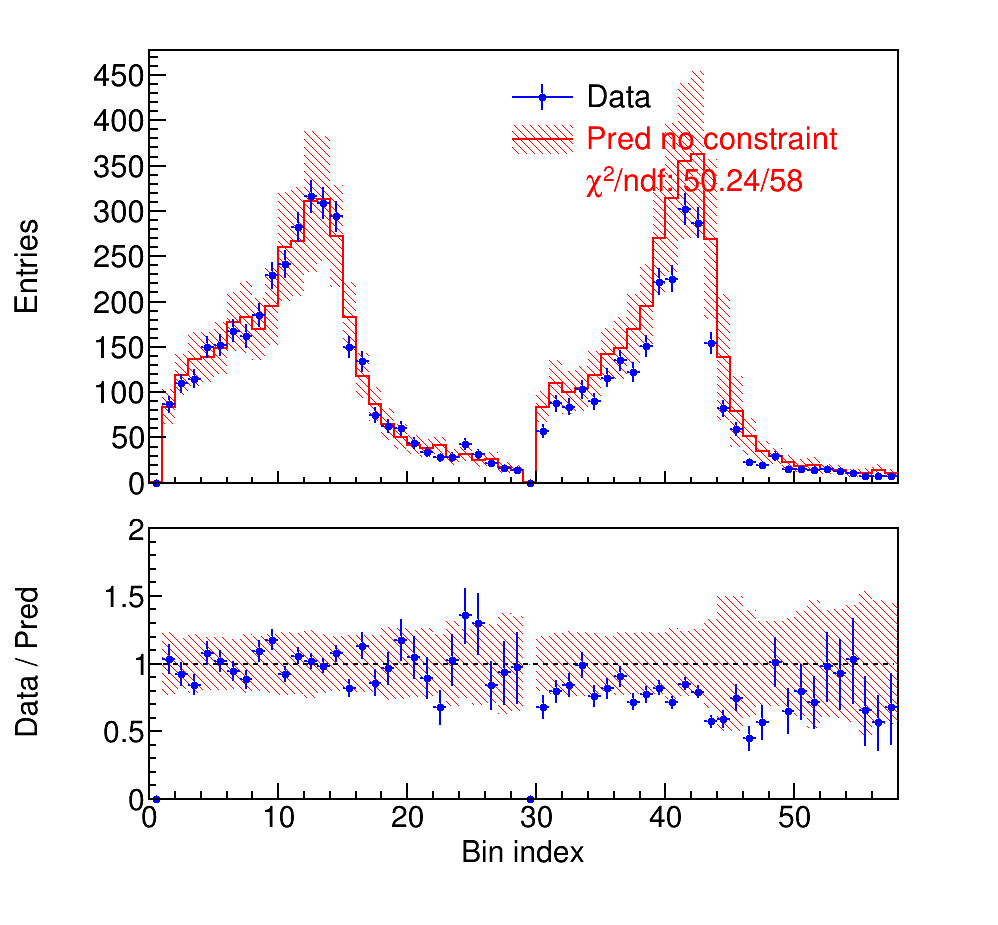 Entries
450
400
350
300
250
200
150
100
50
0
Data
Pred no constraint
χ²/ndf: 50.24/58
Data / Pred
2
1.5
1
0.5
0
0 10 20 30 40 50
Bin index